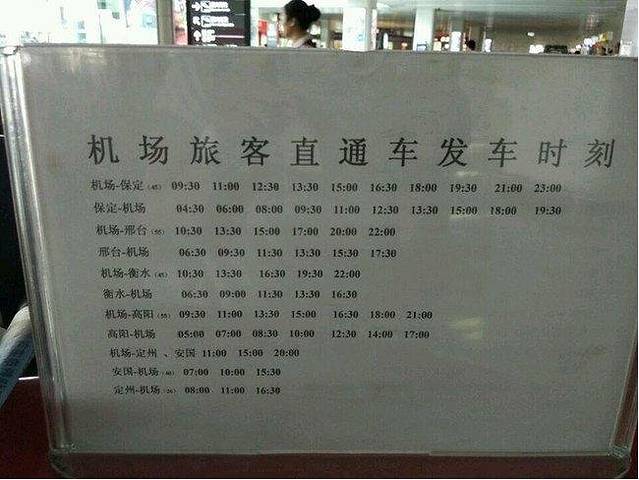 机场旅客直通车发车时刻
机场-保定（45） 09:30 11:00 12:30 13:30 15:00 16:30 18:00 19:30 21:00 23:00
保定-机场 04:30 06:00 08:00 09:30 11:00 12:30 13:30 15:00 18:00 19:30
机场-邢台（55） 10:30 13:30 15:00 17:00 20:00 22:00
邢台-机场 06:30 09:30 11:30 13:30 15:30 17:30
机场-衡水（45） 10:30 13:30 16:30 19:30 22:00
衡水-机场 06:30 09:00 11:30 13:30 16:30
机场-高阳（55） 09:30 11:00 13:30 15:00 16:30 18:00 21:00
高阳-机场 05:00 07:00 08:30 10:00 12:30 14:00 17:00
机场-定州 、安国 11:00 15:00 20:00
安国-机场 07:00 10:00 15:30
定州-机场 08:00 11:00 16:30